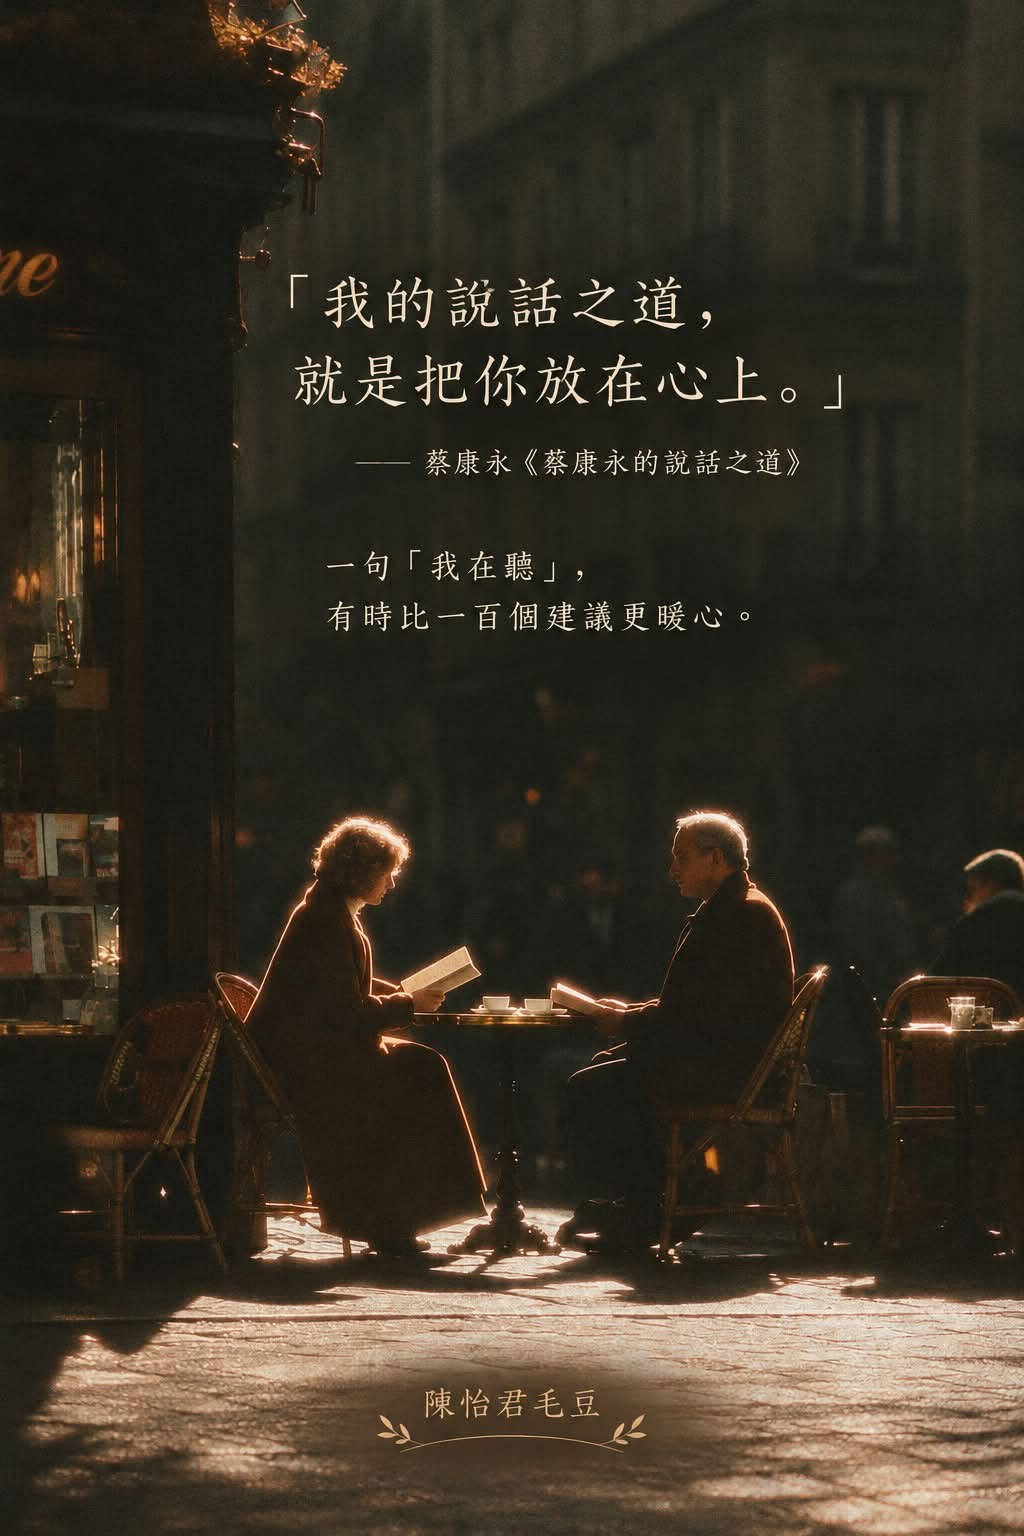 ne
「我的說話之道，
就是把你放在心上。」
—— 蔡康永《蔡康永的說話之道》
一句「我在聽」，
有時比一百個建議更暖心。
陳怡君毛豆